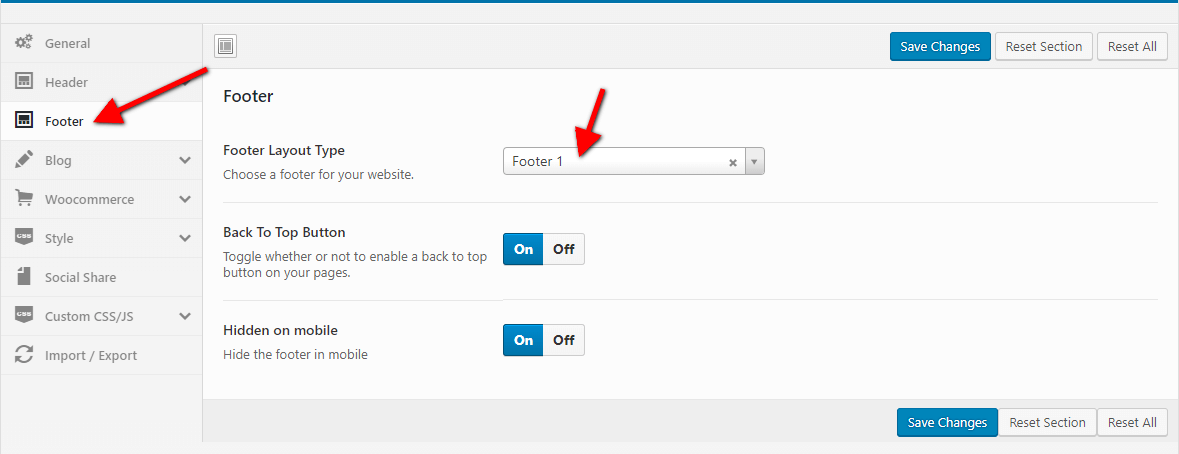 General
Header
Footer
Blog
Woocommerce
CSS
Style
Social Share
CSS
Custom CSS/JS
Import / Export
Save Changes
Reset Section
Reset All
Footer
Footer Layout Type
Choose a footer for your website.
Footer 1
Back To Top Button
Toggle whether or not to enable a back to top
button on your pages.
On Off
Hidden on mobile
Hide the footer in mobile
On Off
Save Changes
Reset Section
Reset All